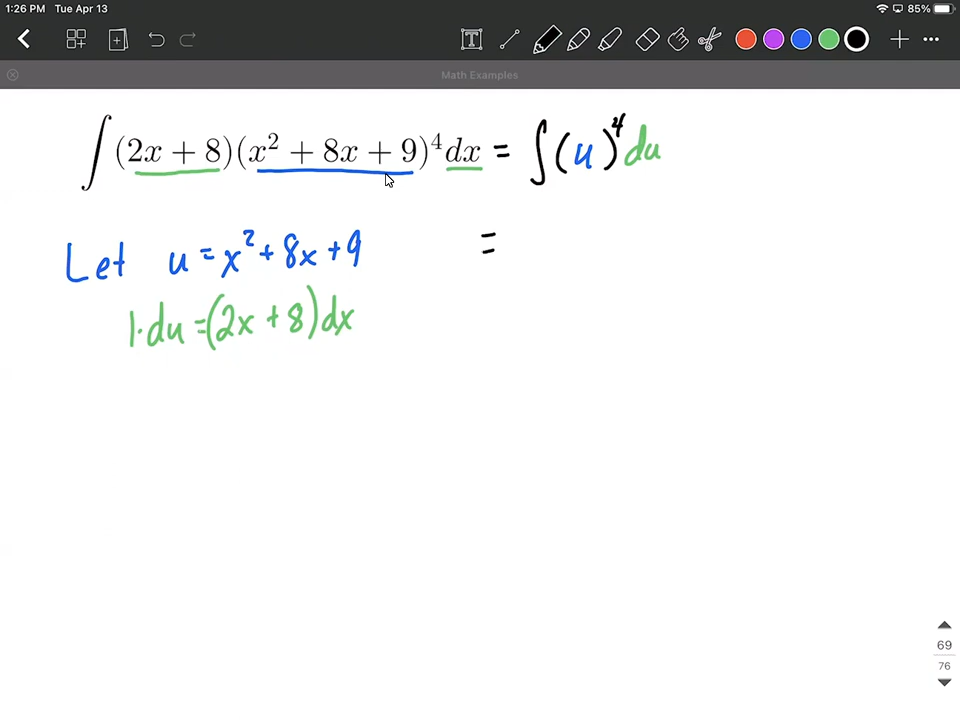 1:26 PM Tue Apr 13 85%
T
Math Examples
∫(2x + 8)(x² + 8x + 9)⁴dx = ∫(u)⁴du
Let u = x² + 8x + 9 =
1·du = (2x + 8)dx
69
76